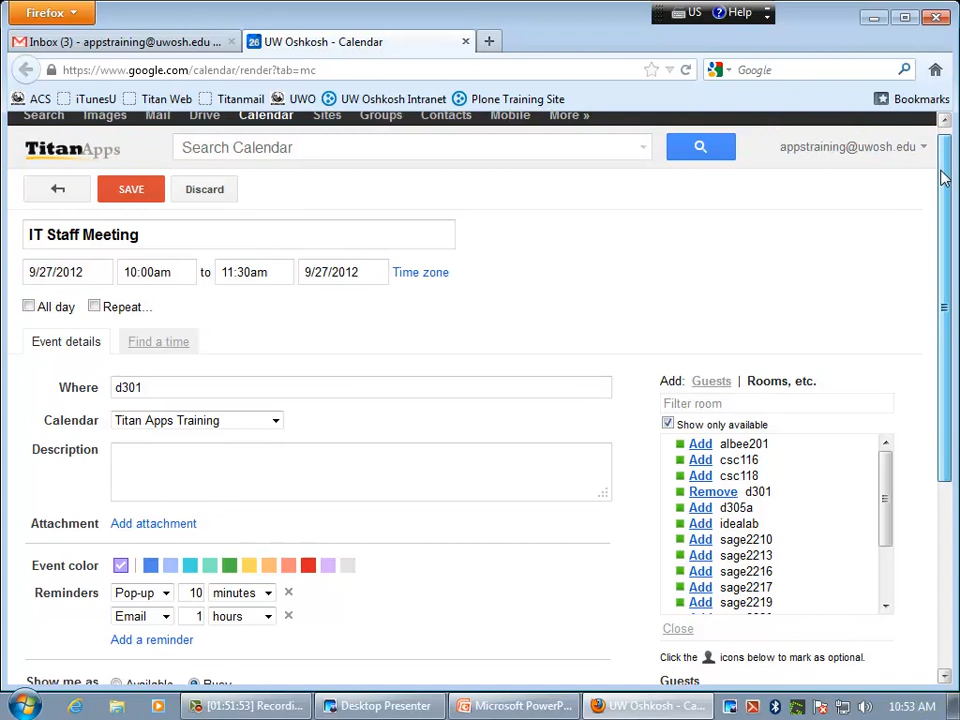 Firefox
US Help
Inbox (3) - appstraining@uwosh.edu ...
26 UW Oshkosh - Calendar
https://www.google.com/calendar/render?tab=mc
Google
ACS iTunesU Titan Web Titanmail UWO UW Oshkosh Intranet Plone Training Site Bookmarks
Search Images Mail Drive Calendar Sites Groups Contacts Mobile More
TitanApps
Search Calendar
appstraining@uwosh.edu
SAVE Discard
IT Staff Meeting
9/27/2012 10:00am to 11:30am 9/27/2012 Time zone
All day Repeat...
Event details Find a time
Where d301
Calendar Titan Apps Training
Description
Attachment Add attachment
Event color
Reminders Pop-up 10 minutes
Email 1 hours
Add a reminder
Show me as Available Busy
Add: Guests | Rooms, etc.
Filter room
Show only available
Add albee201
Add csc116
Add csc118
Remove d301
Add d305a
Add idealab
Add sage2210
Add sage2213
Add sage2216
Add sage2217
Add sage2219
Close
Click the icons below to mark as optional.
Guests
[01:51:53] Recordi...
Desktop Presenter
Microsoft PowerP...
UW Oshkosh - Ca...
10:53 AM